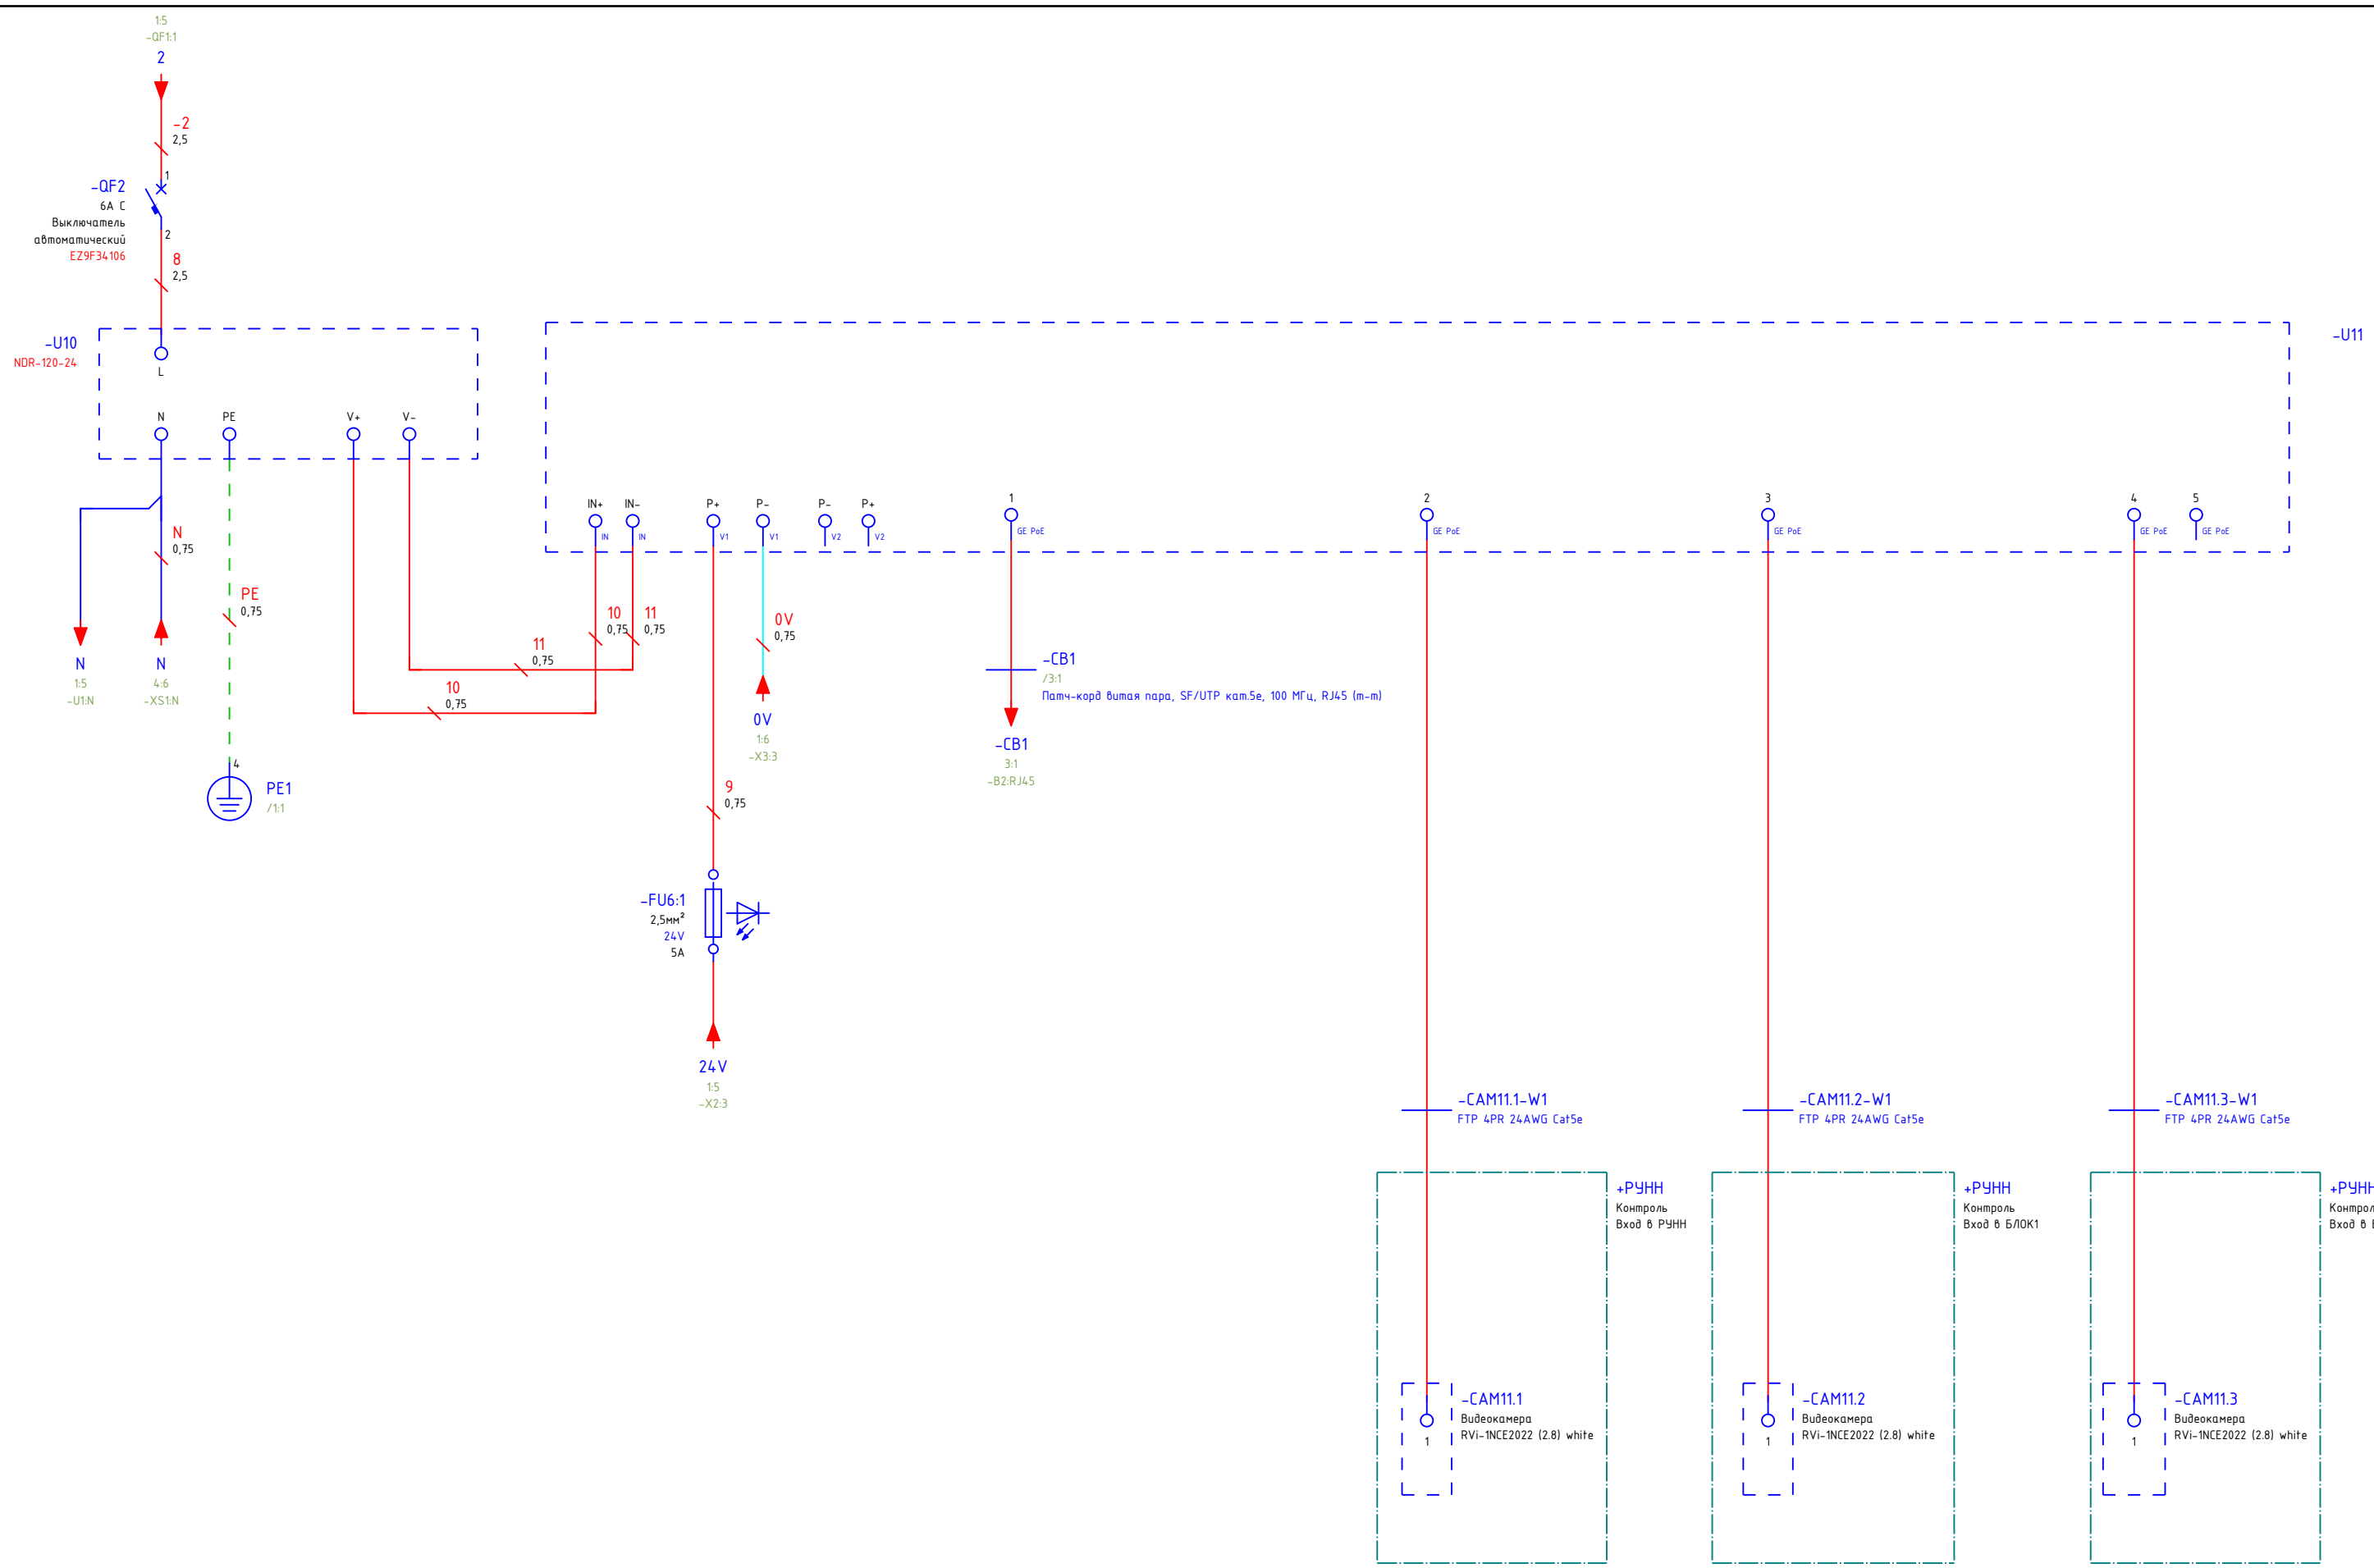 1:5
-QF1:1
2
-2
2,5
1
-QF2
6А С
Выключатель
автоматический
EZ9F34106
2
8
2,5
-U10
NDR-120-24
L
N
PE
V+
V-
-U11
IN+
IN
IN-
IN
P+
V1
P-
V1
P-
V2
P+
V2
1
GE PoE
2
GE PoE
3
GE PoE
4
GE PoE
5
GE PoE
N
0,75
PE
0,75
10
0,75
11
0,75
11
0,75
10
0,75
0V
0,75
N
1:5
-U1:N
N
4:6
-XS1:N
4
PE1
/1:1
0V
1:6
-X3:3
-CB1
/3:1
Патч-корд витая пара, SF/UTP кат.5е, 100 МГц, RJ45 (m-m)
-CB1
3:1
-B2:RJ45
9
0,75
-FU6:1
2,5мм²
24V
5А
24V
1:5
-X2:3
-CAM11.1-W1
FTP 4PR 24AWG Cat5e
-CAM11.2-W1
FTP 4PR 24AWG Cat5e
-CAM11.3-W1
FTP 4PR 24AWG Cat5e
+РУНН
Контроль
Вход в РУНН
+РУНН
Контроль
Вход в БЛОК1
+РУНН
Вход в
-CAM11.1
Видеокамера
RVi-1NCE2022 (2.8) white
1
-CAM11.2
Видеокамера
RVi-1NCE2022 (2.8) white
1
-CAM11.3
Видеокамера
RVi-1NCE2022 (2.8) white
1